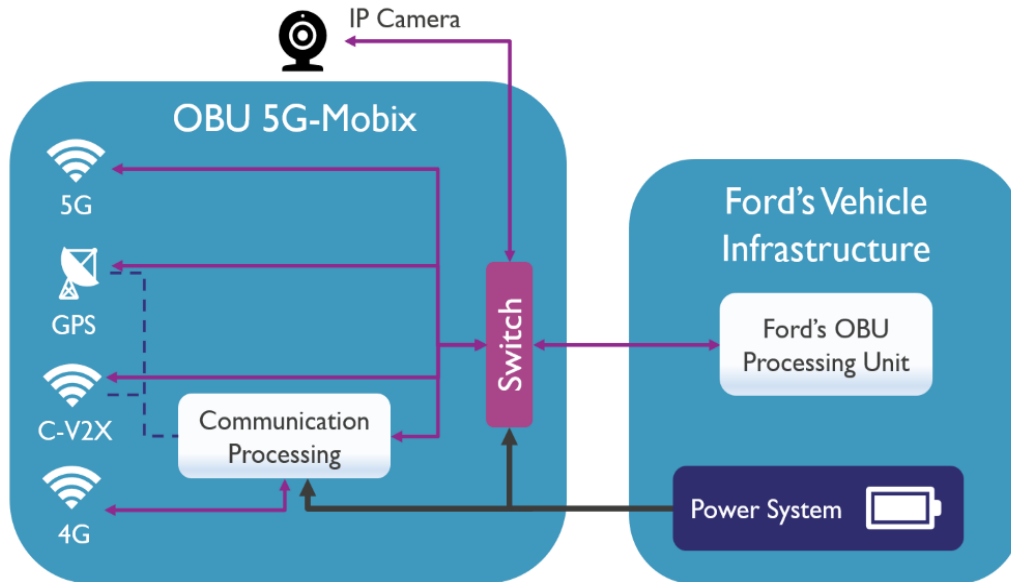 IP Camera
OBU 5G-Mobix
5G
GPS
C-V2X
4G
Communication
Processing
Switch
Ford's Vehicle
Infrastructure
Ford's OBU
Processing Unit
Power System